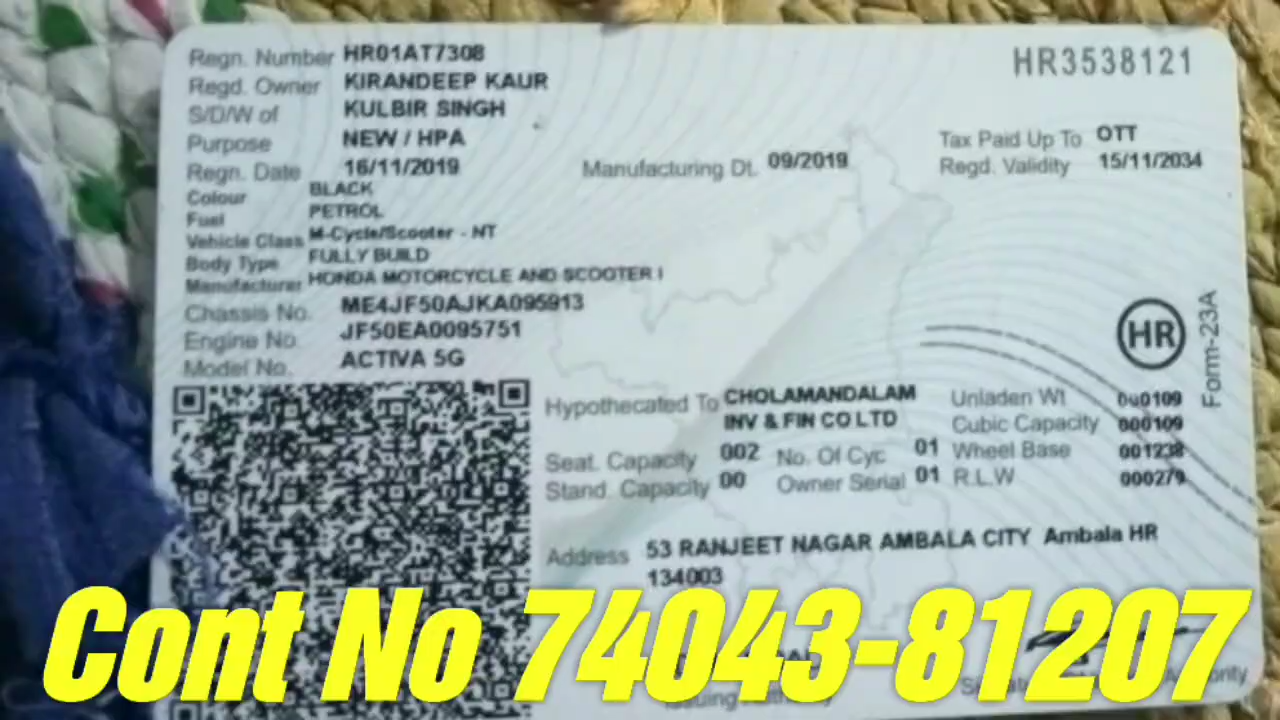 Regn. Number HR01AT7308
HR3538121
Regd. Owner KIRANDEEP KAUR
S/D/W of KULBIR SINGH
Purpose NEW / HPA
Tax Paid Up To OTT
Regn. Date 16/11/2019 Manufacturing Dt. 09/2019 Regd. Validity 15/11/2034
Colour BLACK
Fuel PETROL
Vehicle Class M-Cycle/Scooter - NT
Body Type FULLY BUILD
Manufacturer HONDA MOTORCYCLE AND SCOOTER I
Chassis No. ME4JF50AJKA095913
Engine No. JF50EA0095751
Model No. ACTIVA 5G
HR
Form-23A
Hypothecated To CHOLAMANDALAM
INV & FIN CO LTD
Unladen Wt 000109
Cubic Capacity 000109
Seat. Capacity 002 No. Of Cyc 01 Wheel Base 001238
Stand. Capacity 00 Owner Serial 01 R.L.W 000279
Address 53 RANJEET NAGAR AMBALA CITY Ambala HR
134003
Cont No 74043-81207